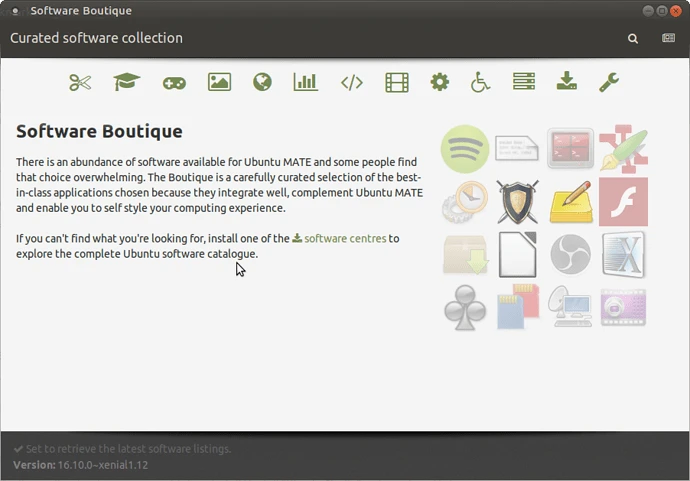 Software Boutique
Curated software collection
Software Boutique
There is an abundance of software available for Ubuntu MATE and some people find
that choice overwhelming. The Boutique is a carefully curated selection of the best-
in-class applications chosen because they integrate well, complement Ubuntu MATE
and enable you to self style your computing experience.
If you can't find what you're looking for, install one of the software centres to
explore the complete Ubuntu software catalogue.
Set to retrieve the latest software listings.
Version: 16.10.0~xenial1.12